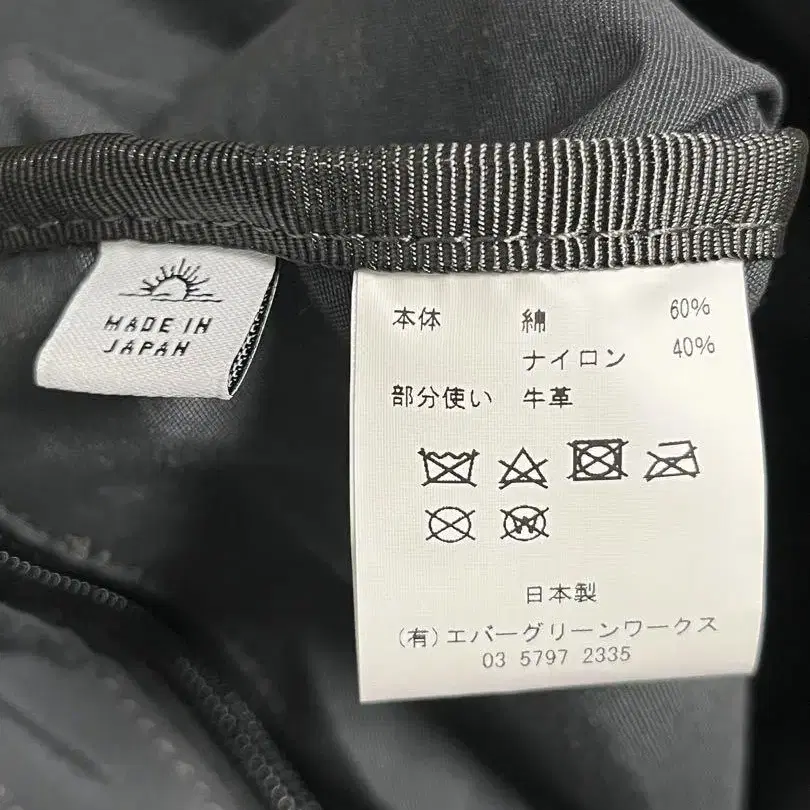 MADE IN
JAPAN
本体 綿 60%
ナイロン 40%
部分使い 牛革
W
日本製
(有)エバーグリーンワークス
03 5797 2335